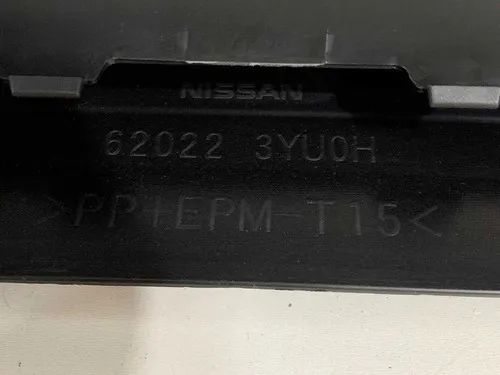 NISSAN
62022 3YU0H
>PP+EPM-T15<